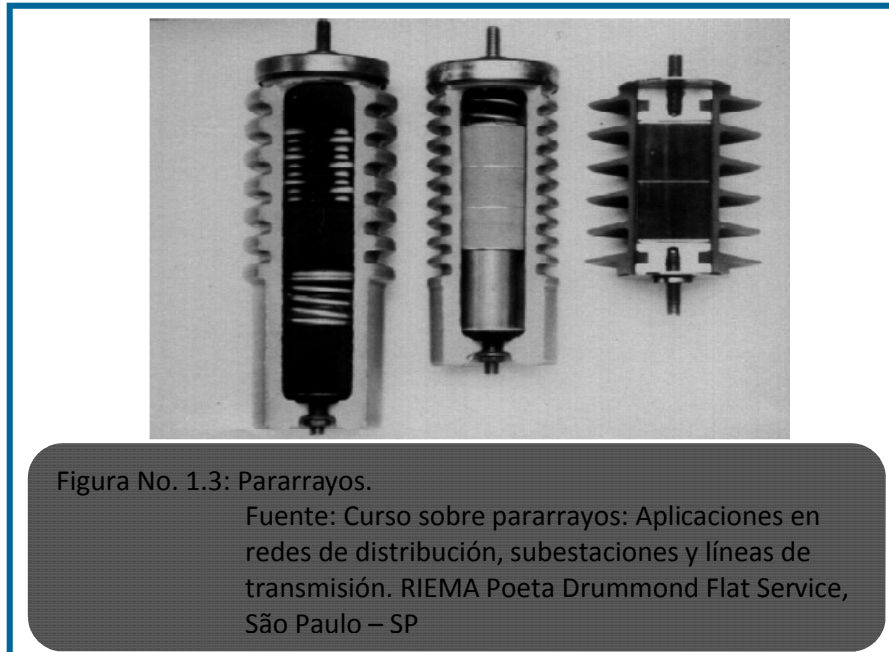 Figura No. 1.3: Pararrayos.
Fuente: Curso sobre pararrayos: Aplicaciones en
redes de distribución, subestaciones y líneas de
transmisión. RIEMA Poeta Drummond Flat Service,
São Paulo – SP